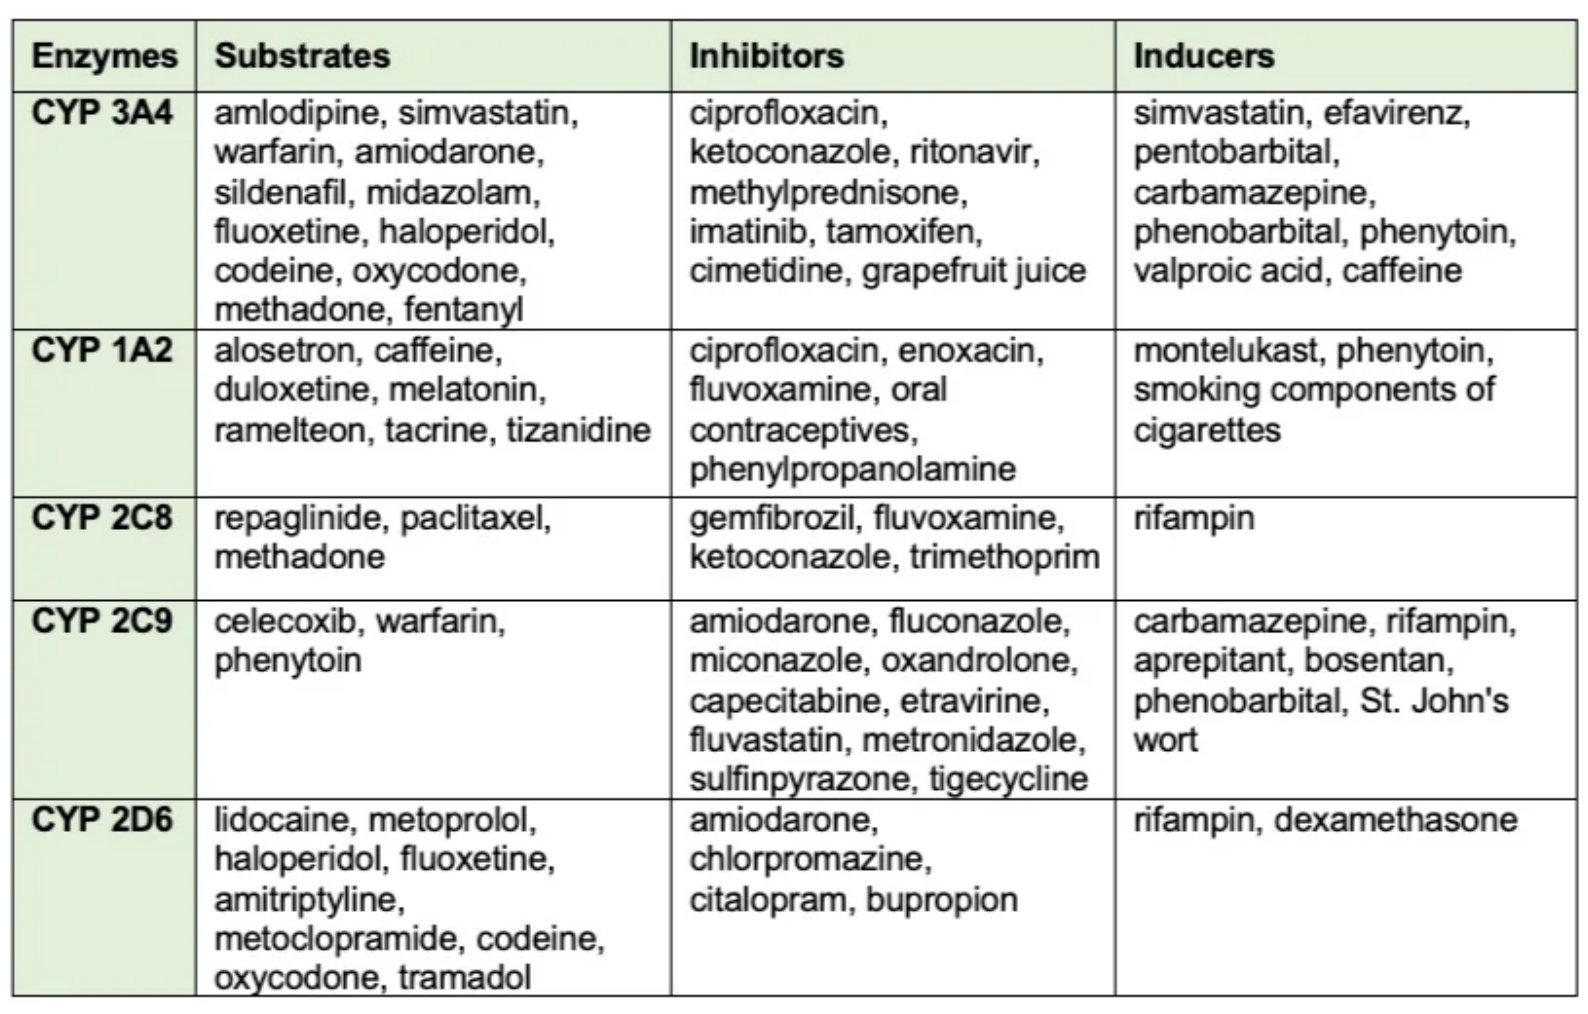 Enzymes Substrates Inhibitors Inducers
CYP 3A4
amlodipine, simvastatin,
warfarin, amiodarone,
sildenafil, midazolam,
fluoxetine, haloperidol,
codeine, oxycodone,
methadone, fentanyl
ciprofloxacin,
ketoconazole, ritonavir,
methylprednisone,
imatinib, tamoxifen,
cimetidine, grapefruit juice
simvastatin, efavirenz,
pentobarbital,
carbamazepine,
phenobarbital, phenytoin,
valproic acid, caffeine
CYP 1A2
alosetron, caffeine,
duloxetine, melatonin,
ramelteon, tacrine, tizanidine
ciprofloxacin, enoxacin,
fluvoxamine, oral
contraceptives,
phenylpropanolamine
montelukast, phenytoin,
smoking components of
cigarettes
CYP 2C8
repaglinide, paclitaxel,
methadone
gemfibrozil, fluvoxamine,
ketoconazole, trimethoprim
rifampin
CYP 2C9
celecoxib, warfarin,
phenytoin
amiodarone, fluconazole,
miconazole, oxandrolone,
capecitabine, etravirine,
fluvastatin, metronidazole,
sulfinpyrazone, tigecycline
carbamazepine, rifampin,
aprepitant, bosentan,
phenobarbital, St. John's
wort
CYP 2D6
lidocaine, metoprolol,
haloperidol, fluoxetine,
amitriptyline,
metoclopramide, codeine,
oxycodone, tramadol
amiodarone,
chlorpromazine,
citalopram, bupropion
rifampin, dexamethasone